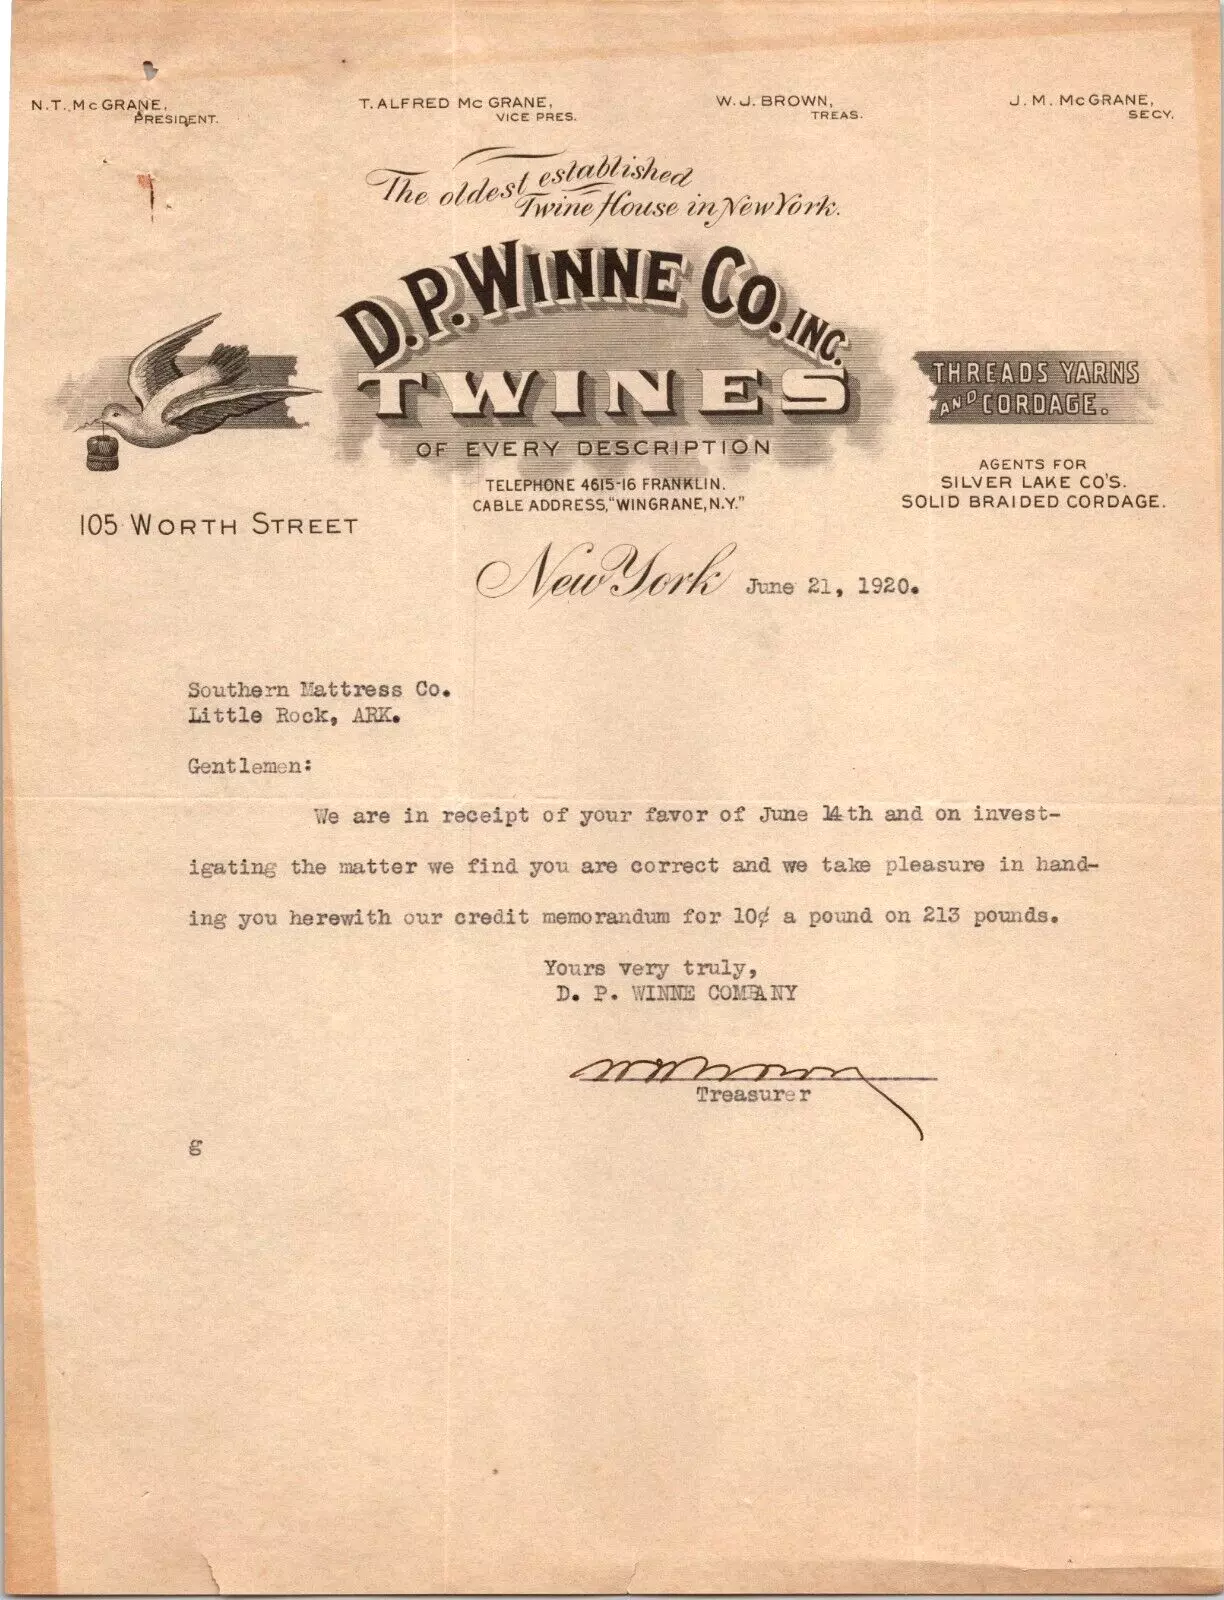 N.T. McGRANE,
PRESIDENT.
T. ALFRED McGRANE,
VICE PRES.
W. J. BROWN,
TREAS.
J. M. McGRANE,
SECY.
The oldest established
Twine House in New York.
D.P. WINNE CO. INC.
TWINES
OF EVERY DESCRIPTION
THREADS YARNS
AND CORDAGE.
TELEPHONE 4615-16 FRANKLIN.
CABLE ADDRESS, "WINGRANE, N.Y."
AGENTS FOR
SILVER LAKE CO'S.
SOLID BRAIDED CORDAGE.
105 WORTH STREET
New York June 21, 1920.
Southern Mattress Co.
Little Rock, ARK.
Gentlemen:
We are in receipt of your favor of June 14th and on invest-
igating the matter we find you are correct and we take pleasure in hand-
ing you herewith our credit memorandum for 10¢ a pound on 213 pounds.
Yours very truly,
D. P. WINNE COMPANY
W J Brown
Treasurer
g